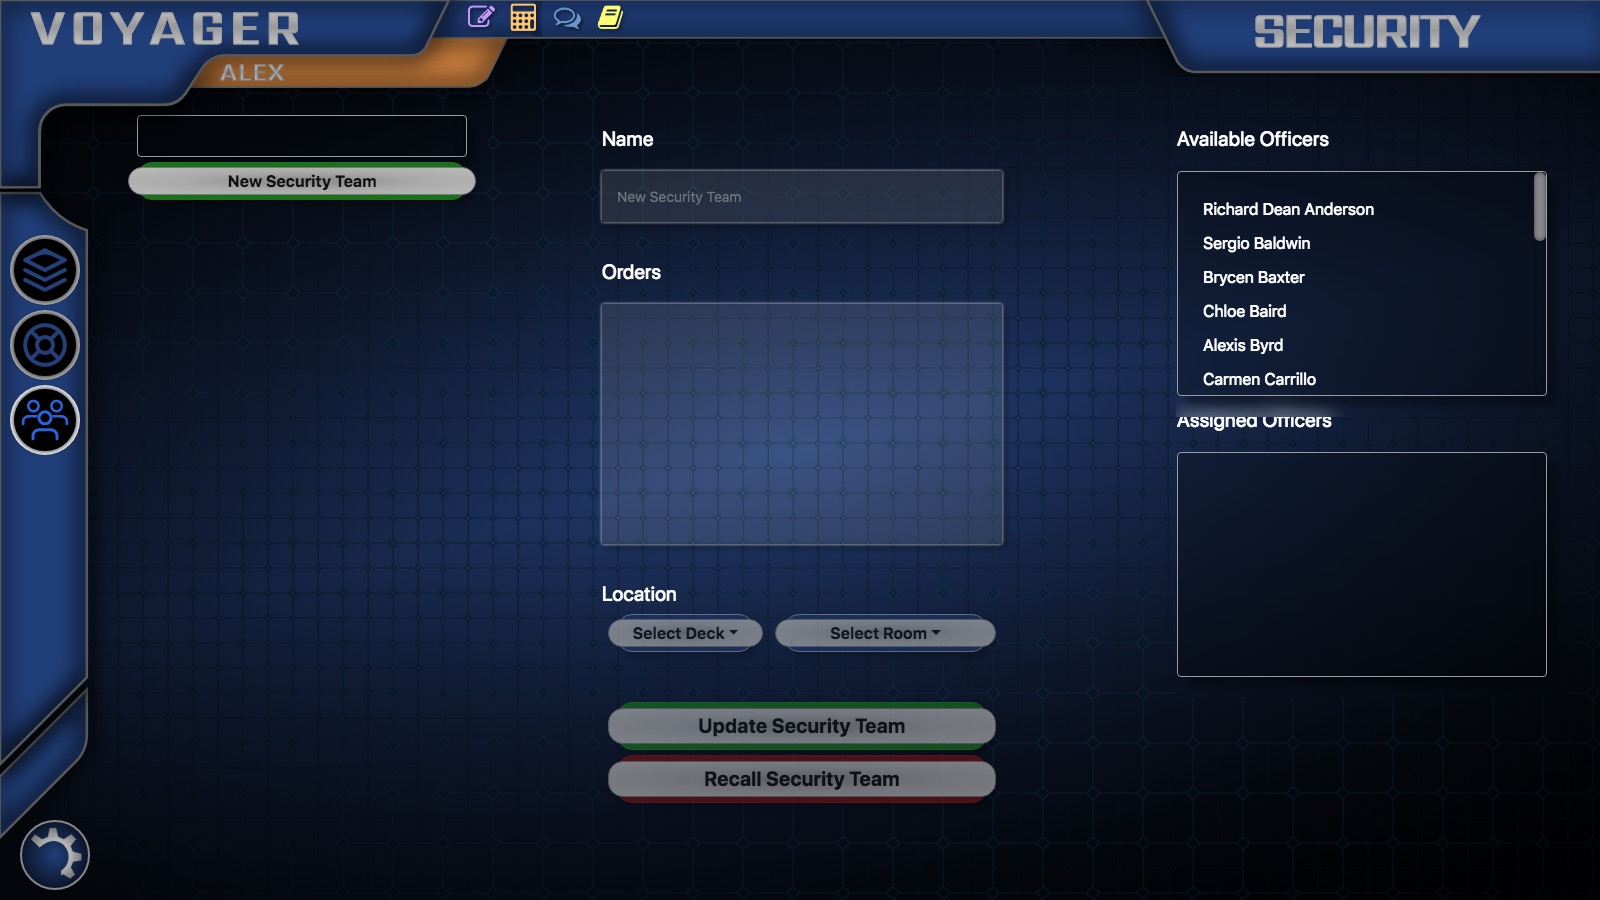 VOYAGER
ALEX
SECURITY
New Security Team
Name
New Security Team
Orders
Location
Select Deck
Select Room
Update Security Team
Recall Security Team
Available Officers
Richard Dean Anderson
Sergio Baldwin
Brycen Baxter
Chloe Baird
Alexis Byrd
Carmen Carrillo
Assigned Officers